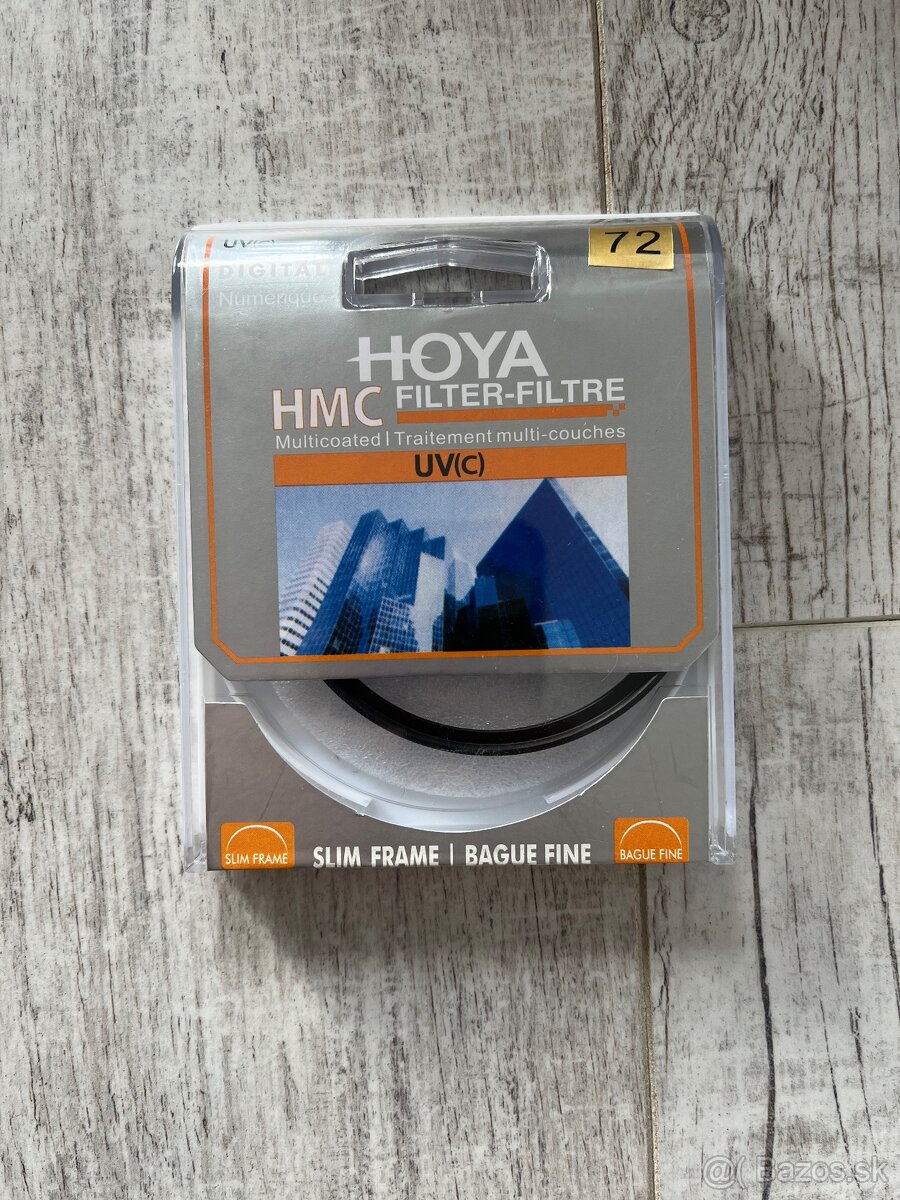 UV(C)
72
DIGITAL
Numerique
HOYA
HMC FILTER-FILTRE
Multicoated | Traitement multi-couches
UV(C)
SLIM FRAME
SLIM FRAME | BAGUE FINE
BAGUE FINE
@( Bazos.sk